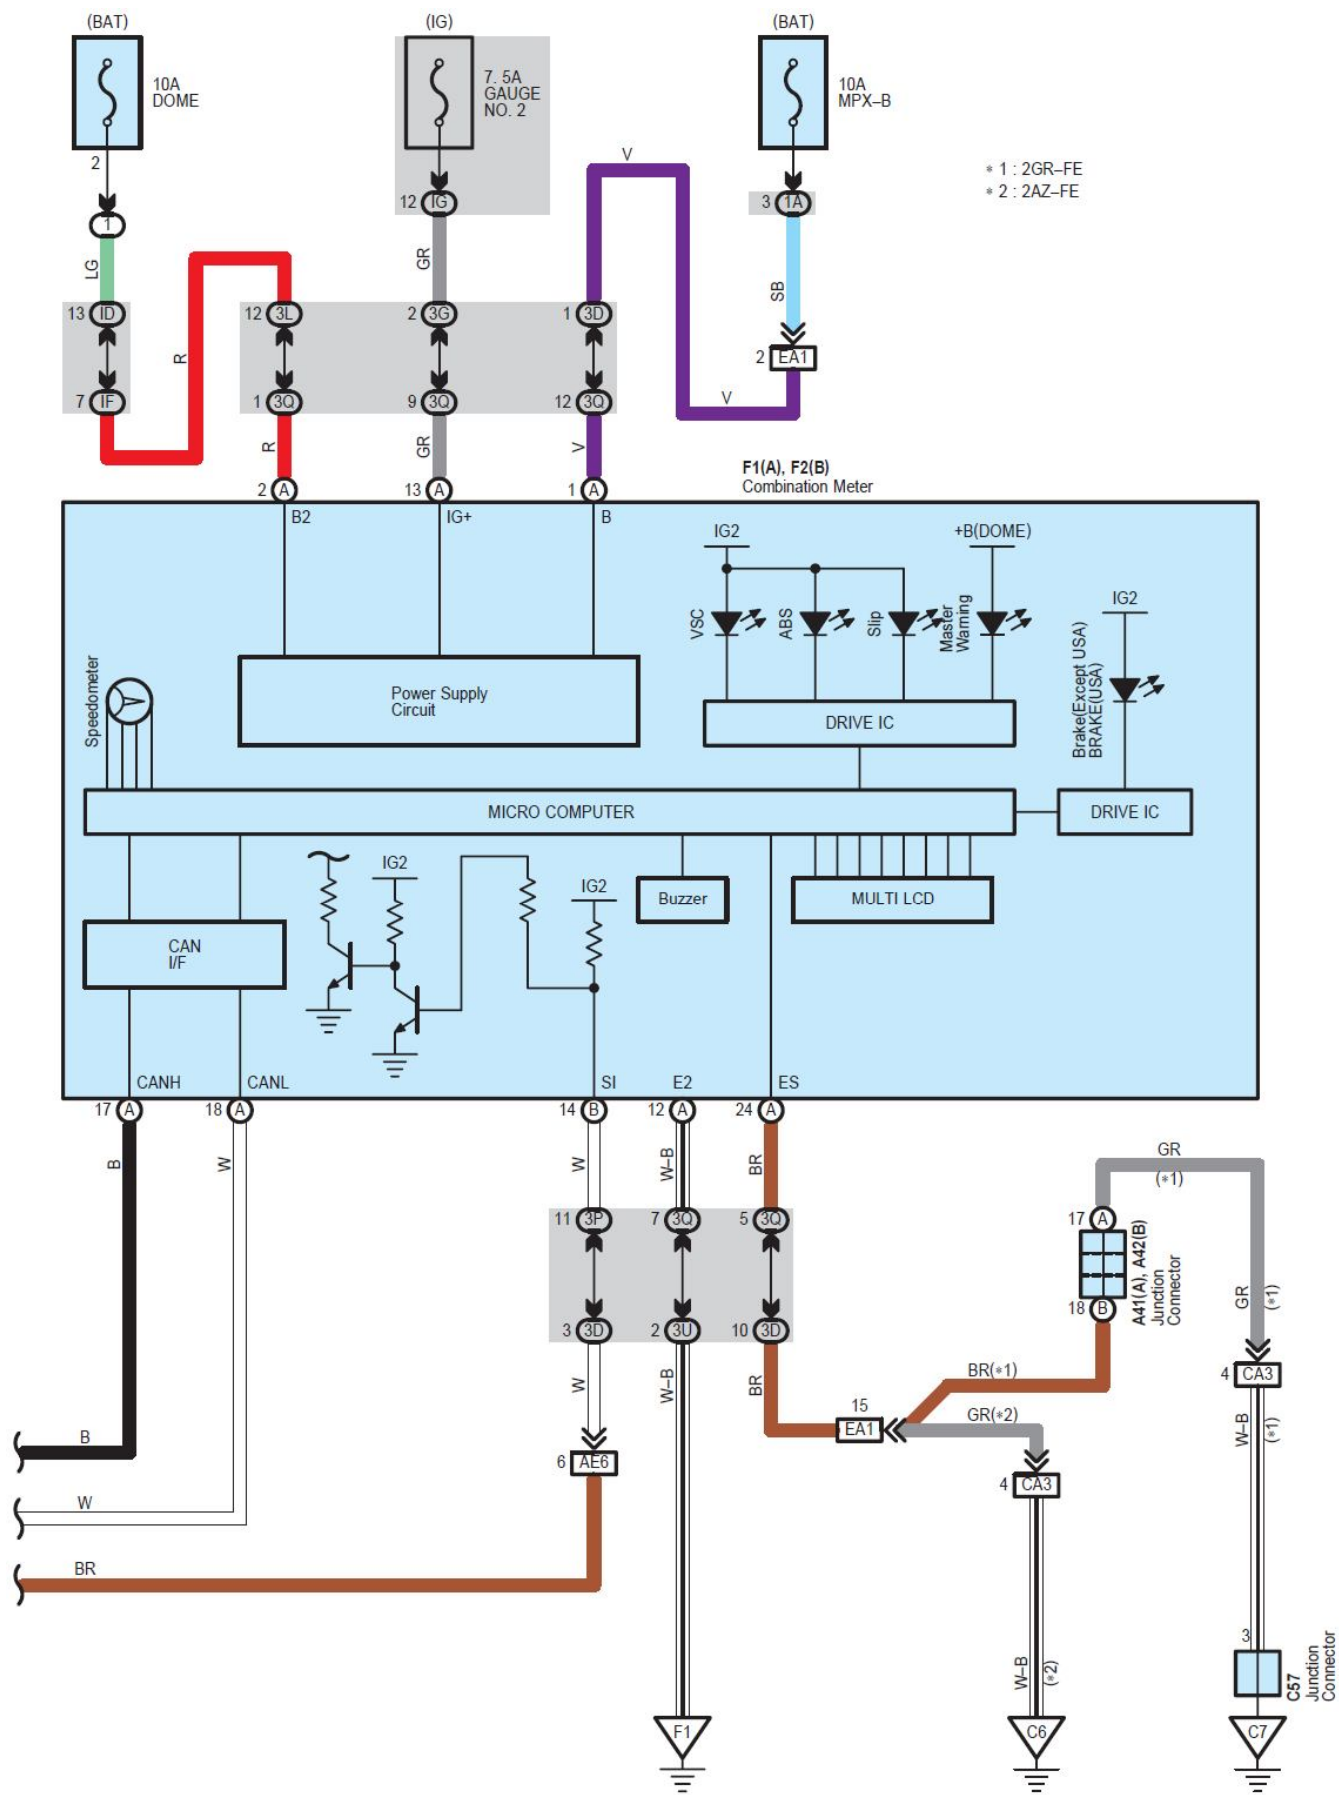 (BAT)
(IG)
(BAT)
10A
DOME
7. 5A
GAUGE
NO. 2
10A
MPX–B
∗ 1 : 2GR–FE
∗ 2 : 2AZ–FE
2
1
12 IG
3 1A
V
LG
GR
SB
13 ID
12 3L
2 3G
1 3D
R
2 EA1
7 IF
1 3Q
9 3Q
12 3Q
V
R
GR
V
F1(A), F2(B)
Combination Meter
2 A
13 A
1 A
B2
IG+
B
IG2
+B(DOME)
IG2
VSC
ABS
Slip
Master
Warning
Brake(Except USA)
BRAKE(USA)
Speedometer
Power Supply
Circuit
DRIVE IC
MICRO COMPUTER
DRIVE IC
IG2
IG2
Buzzer
MULTI LCD
CAN
I/F
CANH
CANL
SI
E2
ES
17 A
18 A
14 B
12 A
24 A
B
W
W
W–B
BR
GR
(∗1)
11 3P
7 3Q
5 3Q
17 A
A41(A), A42(B)
Junction
Connector
18 B
GR
(∗1)
3 3D
2 3U
10 3D
W
W–B
BR
BR(∗1)
4 CA3
15
EA1
GR(∗2)
W–B
(∗1)
B
6 AE6
4 CA3
W
BR
W–B
(∗2)
3
C57
Junction
Connector
F1
C6
C7